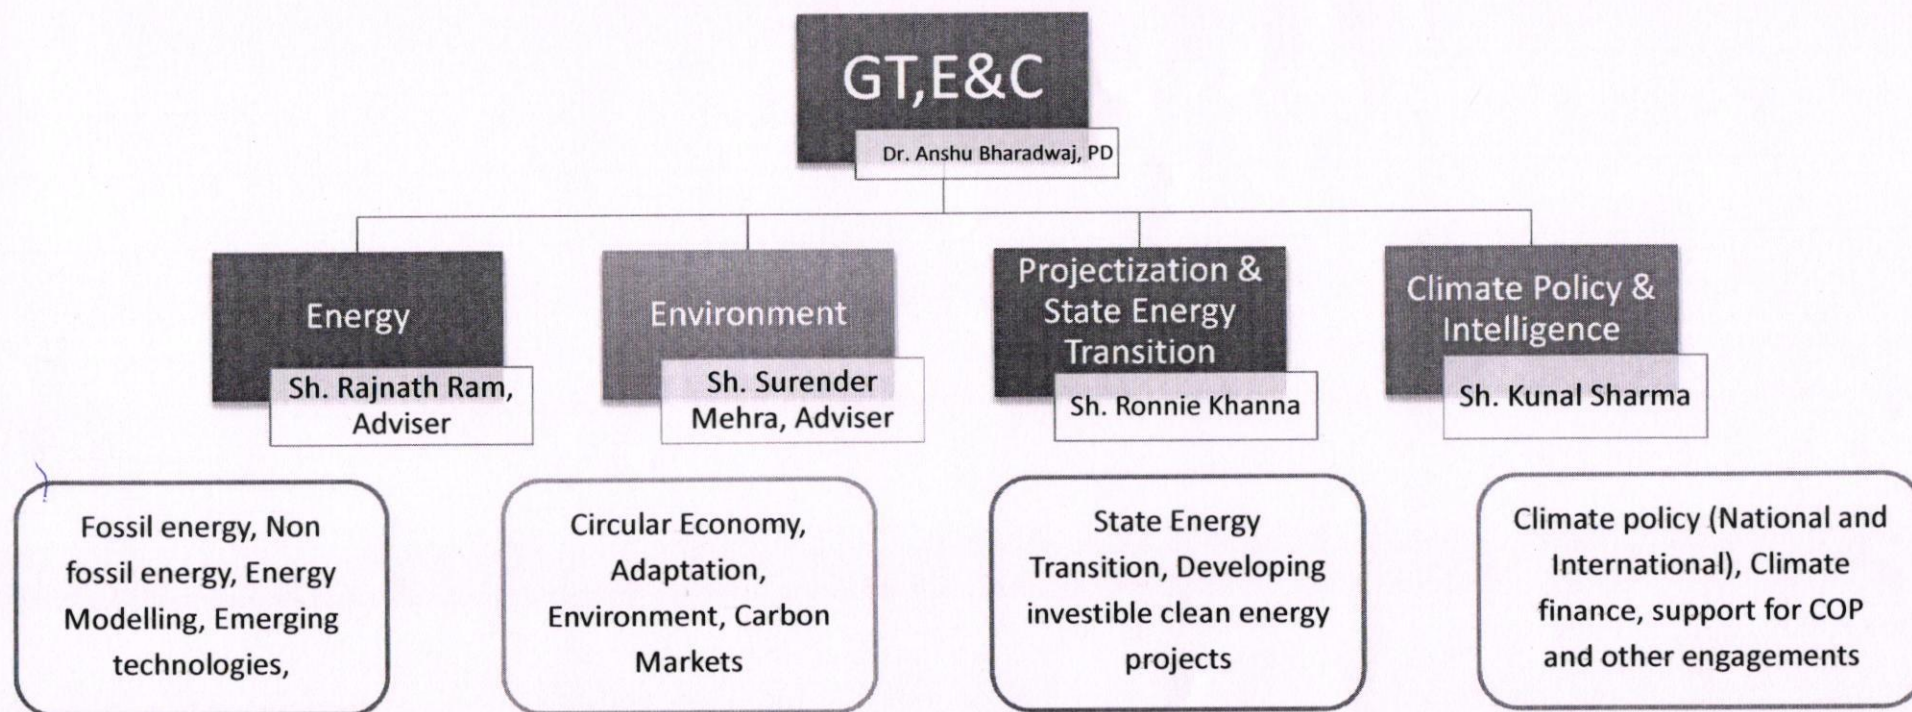 GT,E&C
Dr. Anshu Bharadwaj, PD
Energy
Sh. Rajnath Ram,
Adviser
Environment
Sh. Surender
Mehra, Adviser
Projectization &
State Energy
Transition
Sh. Ronnie Khanna
Climate Policy &
Intelligence
Sh. Kunal Sharma
Fossil energy, Non
fossil energy, Energy
Modelling, Emerging
technologies,
Circular Economy,
Adaptation,
Environment, Carbon
Markets
State Energy
Transition, Developing
investible clean energy
projects
Climate policy (National and
International), Climate
finance, support for COP
and other engagements